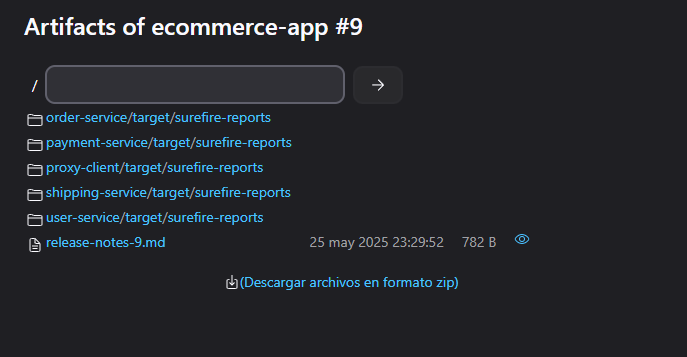 Artifacts of ecommerce-app #9
/
order-service/target/surefire-reports
payment-service/target/surefire-reports
proxy-client/target/surefire-reports
shipping-service/target/surefire-reports
user-service/target/surefire-reports
release-notes-9.md 25 may 2025 23:29:52 782 B
(Descargar archivos en formato zip)